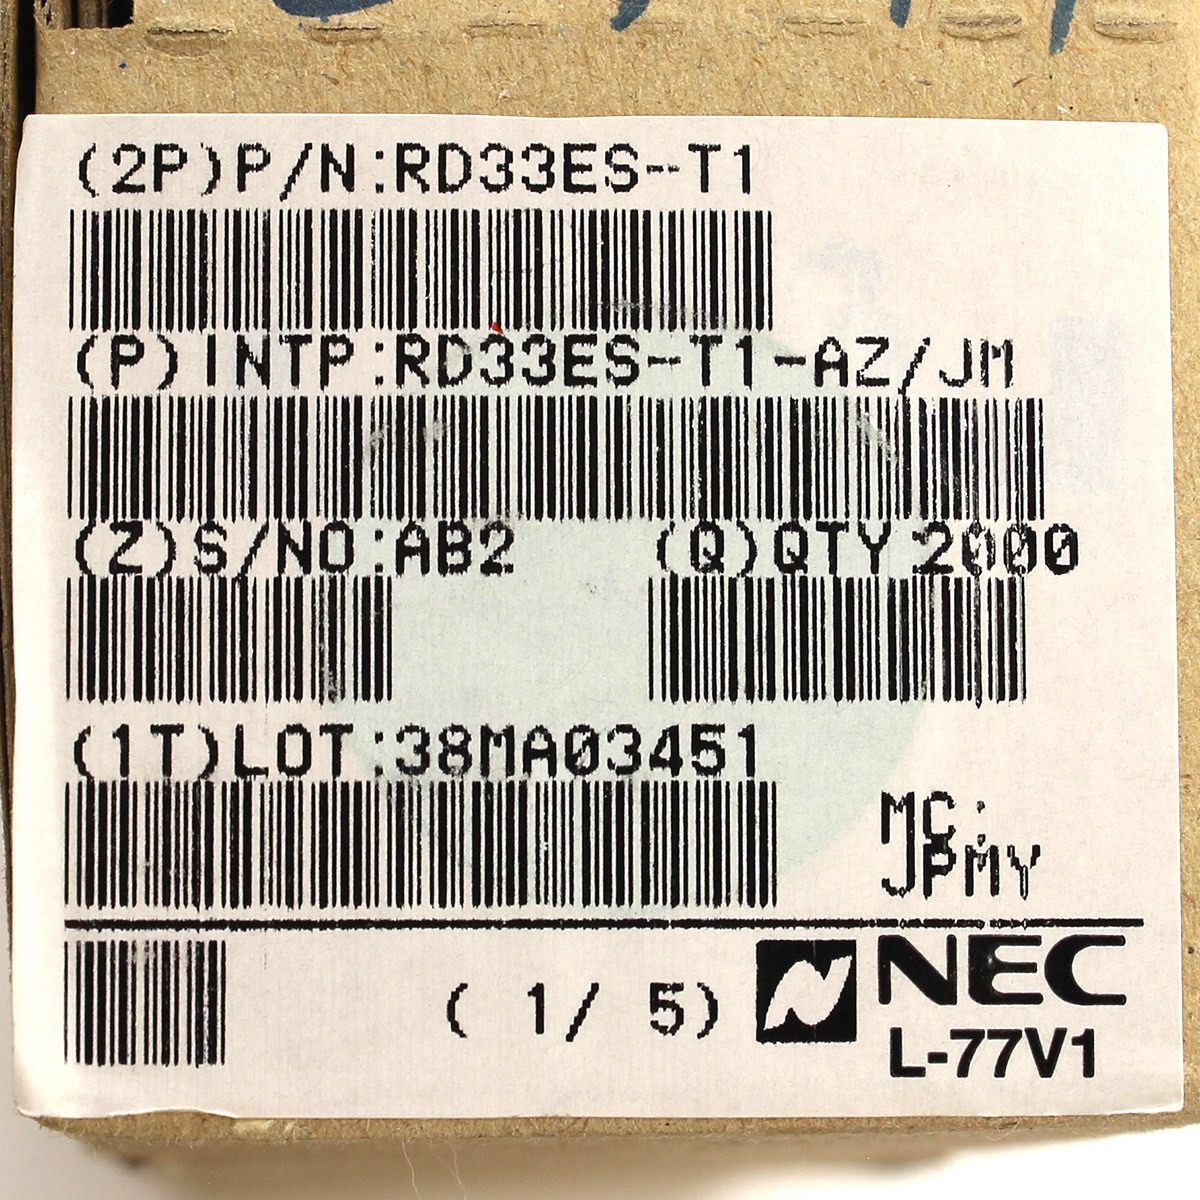 (2P)P/N:RD33ES-T1
(P)INTP:RD33ES-T1-AZ/JM
(Z)S/NO:AB2 (Q)QTY:2000
(1T)LOT:38MA03451
MC:
JPMY
( 1/ 5) NEC
L-77V1